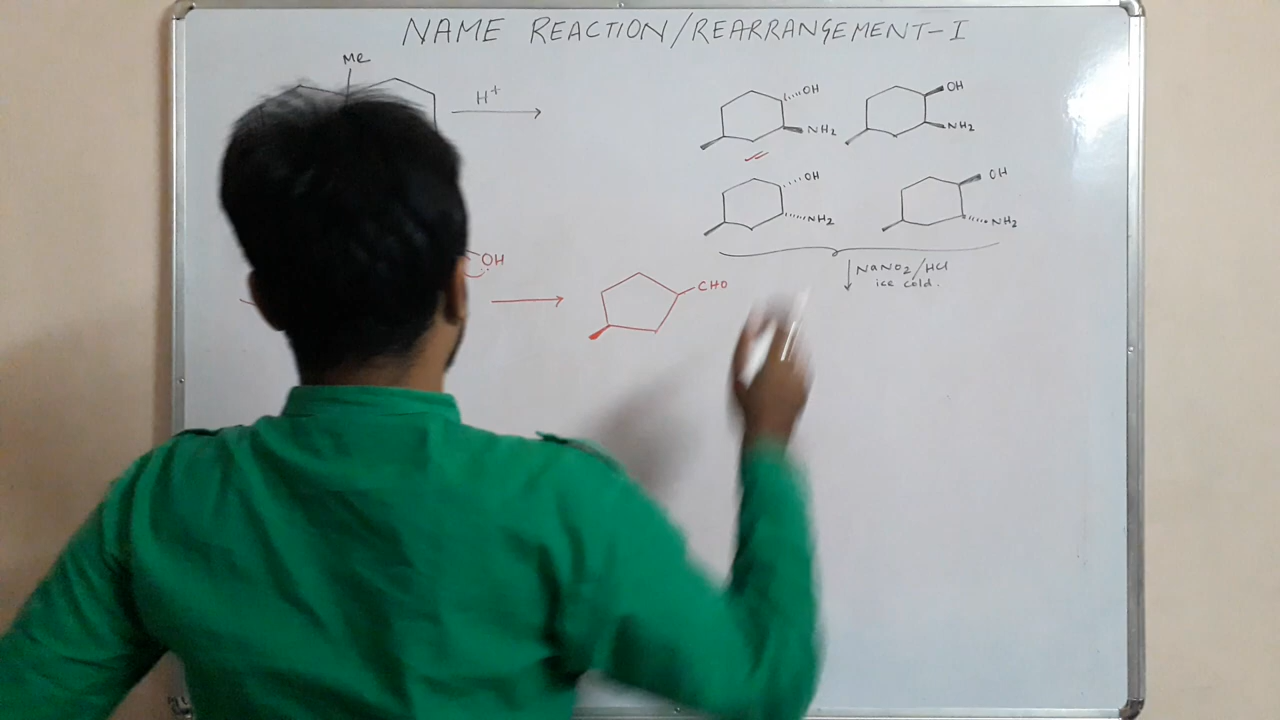 NAME REACTION/REARRANGEMENT-I
Me
H+
OH
NH2
OH
NH2
OH
NH2
OH
NH2
NaNO2/HCl
ice cold.
OH
CHO